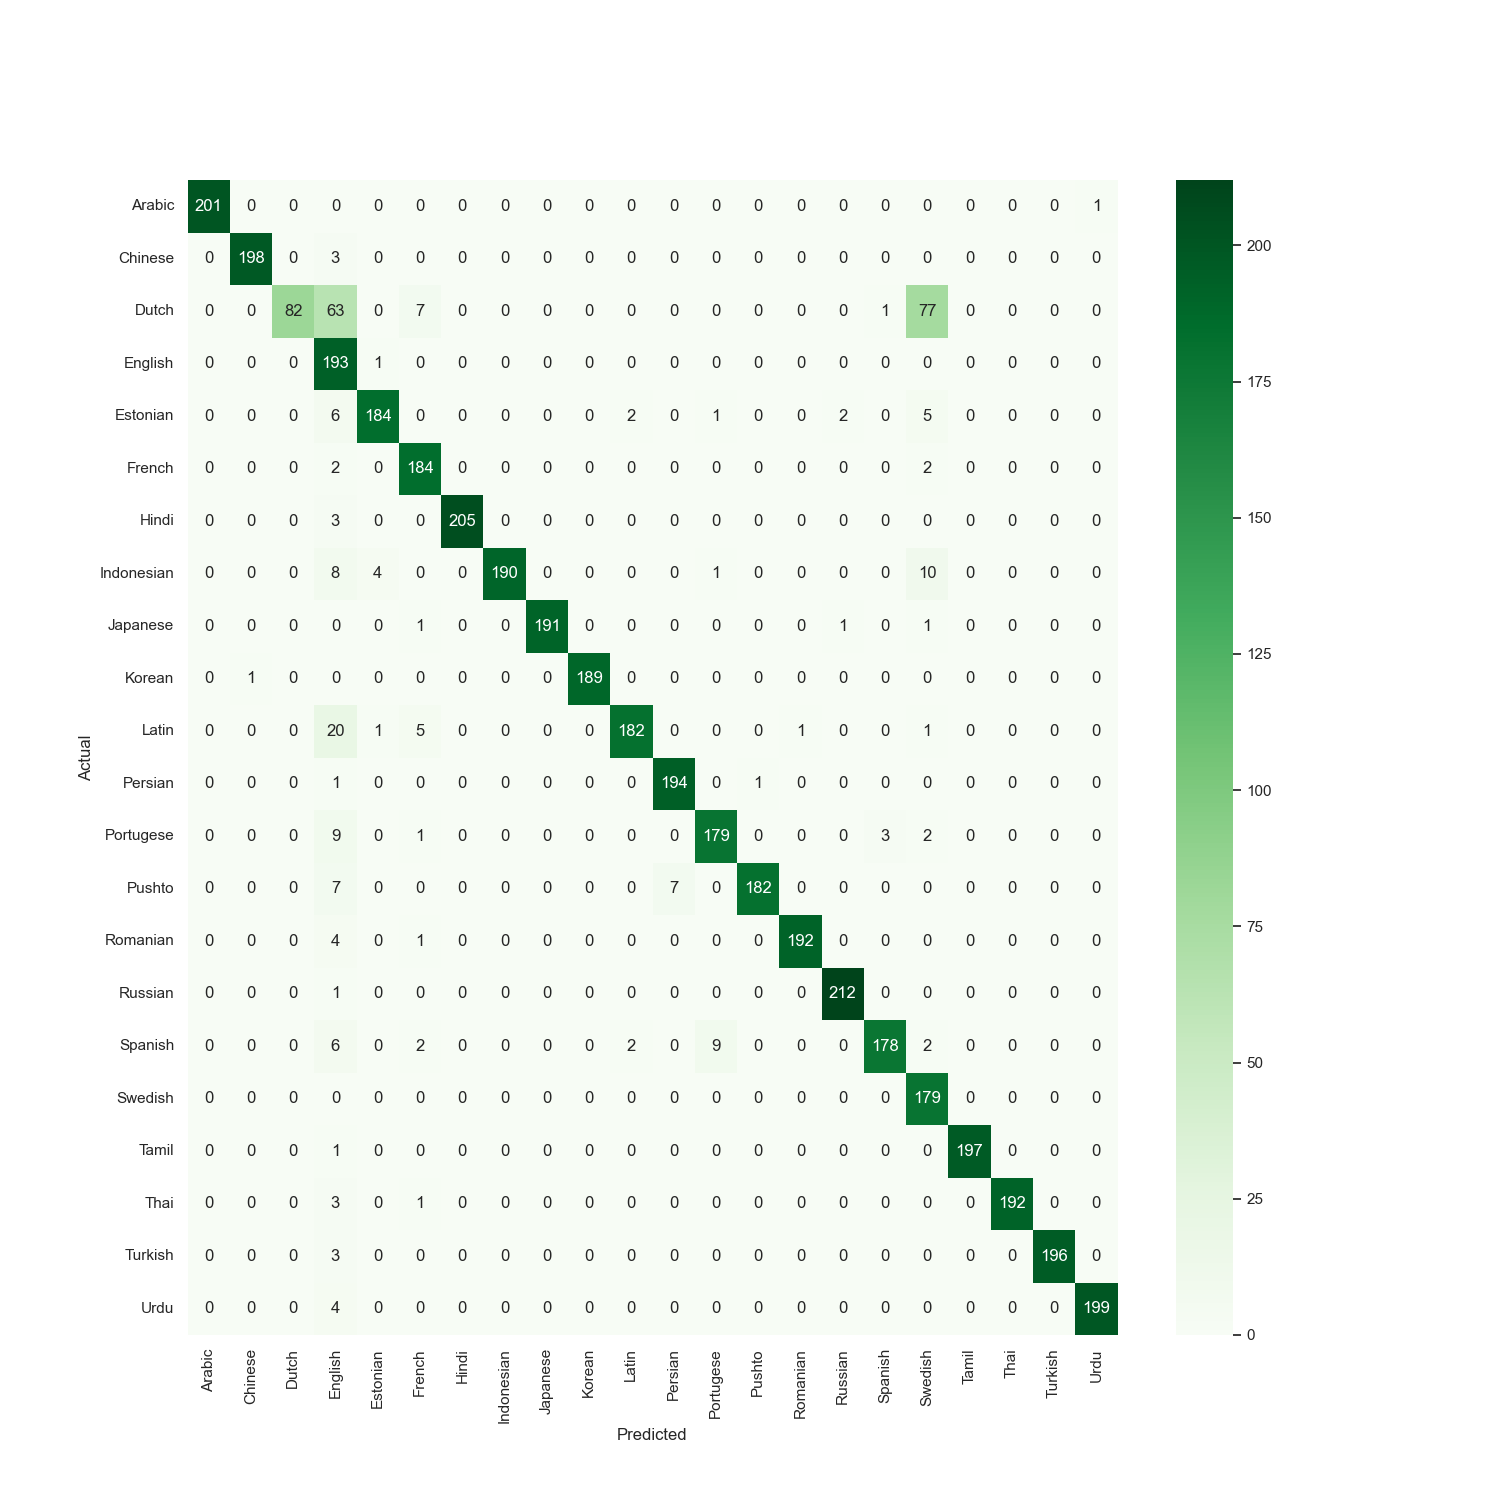 Arabic 201 0 0 0 0 0 0 0 0 0 0 0 0 0 0 0 0 0 0 0 0 1
Chinese 0 198 0 3 0 0 0 0 0 0 0 0 0 0 0 0 0 0 0 0 0 0
Dutch 0 0 82 63 0 7 0 0 0 0 0 0 0 0 0 0 1 77 0 0 0 0
English 0 0 0 193 1 0 0 0 0 0 0 0 0 0 0 0 0 0 0 0 0 0
Estonian 0 0 0 6 184 0 0 0 0 0 2 0 1 0 0 2 0 5 0 0 0 0
French 0 0 0 2 0 184 0 0 0 0 0 0 0 0 0 0 0 2 0 0 0 0
Hindi 0 0 0 3 0 0 205 0 0 0 0 0 0 0 0 0 0 0 0 0 0 0
Indonesian 0 0 0 8 4 0 0 190 0 0 0 0 1 0 0 0 0 10 0 0 0 0
Japanese 0 0 0 0 0 1 0 0 191 0 0 0 0 0 0 1 0 1 0 0 0 0
Korean 0 1 0 0 0 0 0 0 0 189 0 0 0 0 0 0 0 0 0 0 0 0
Latin 0 0 0 20 1 5 0 0 0 0 182 0 0 0 1 0 0 1 0 0 0 0
Persian 0 0 0 1 0 0 0 0 0 0 0 194 0 1 0 0 0 0 0 0 0 0
Portugese 0 0 0 9 0 1 0 0 0 0 0 0 179 0 0 0 3 2 0 0 0 0
Pushto 0 0 0 7 0 0 0 0 0 0 0 7 0 182 0 0 0 0 0 0 0 0
Romanian 0 0 0 4 0 1 0 0 0 0 0 0 0 0 192 0 0 0 0 0 0 0
Russian 0 0 0 1 0 0 0 0 0 0 0 0 0 0 0 212 0 0 0 0 0 0
Spanish 0 0 0 6 0 2 0 0 0 0 2 0 9 0 0 0 178 2 0 0 0 0
Swedish 0 0 0 0 0 0 0 0 0 0 0 0 0 0 0 0 0 179 0 0 0 0
Tamil 0 0 0 1 0 0 0 0 0 0 0 0 0 0 0 0 0 0 197 0 0 0
Thai 0 0 0 3 0 1 0 0 0 0 0 0 0 0 0 0 0 0 0 192 0 0
Turkish 0 0 0 3 0 0 0 0 0 0 0 0 0 0 0 0 0 0 0 0 196 0
Urdu 0 0 0 4 0 0 0 0 0 0 0 0 0 0 0 0 0 0 0 0 0 199
Actual
Arabic Chinese Dutch English Estonian French Hindi Indonesian Japanese Korean Latin Persian Portugese Pushto Romanian Russian Spanish Swedish Tamil Thai Turkish Urdu
Predicted
200
175
150
125
100
75
50
25
0